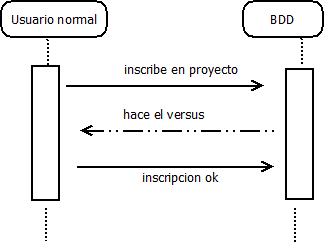 Usuario normal
BDD
inscribe en proyecto
hace el versus
inscripcion ok